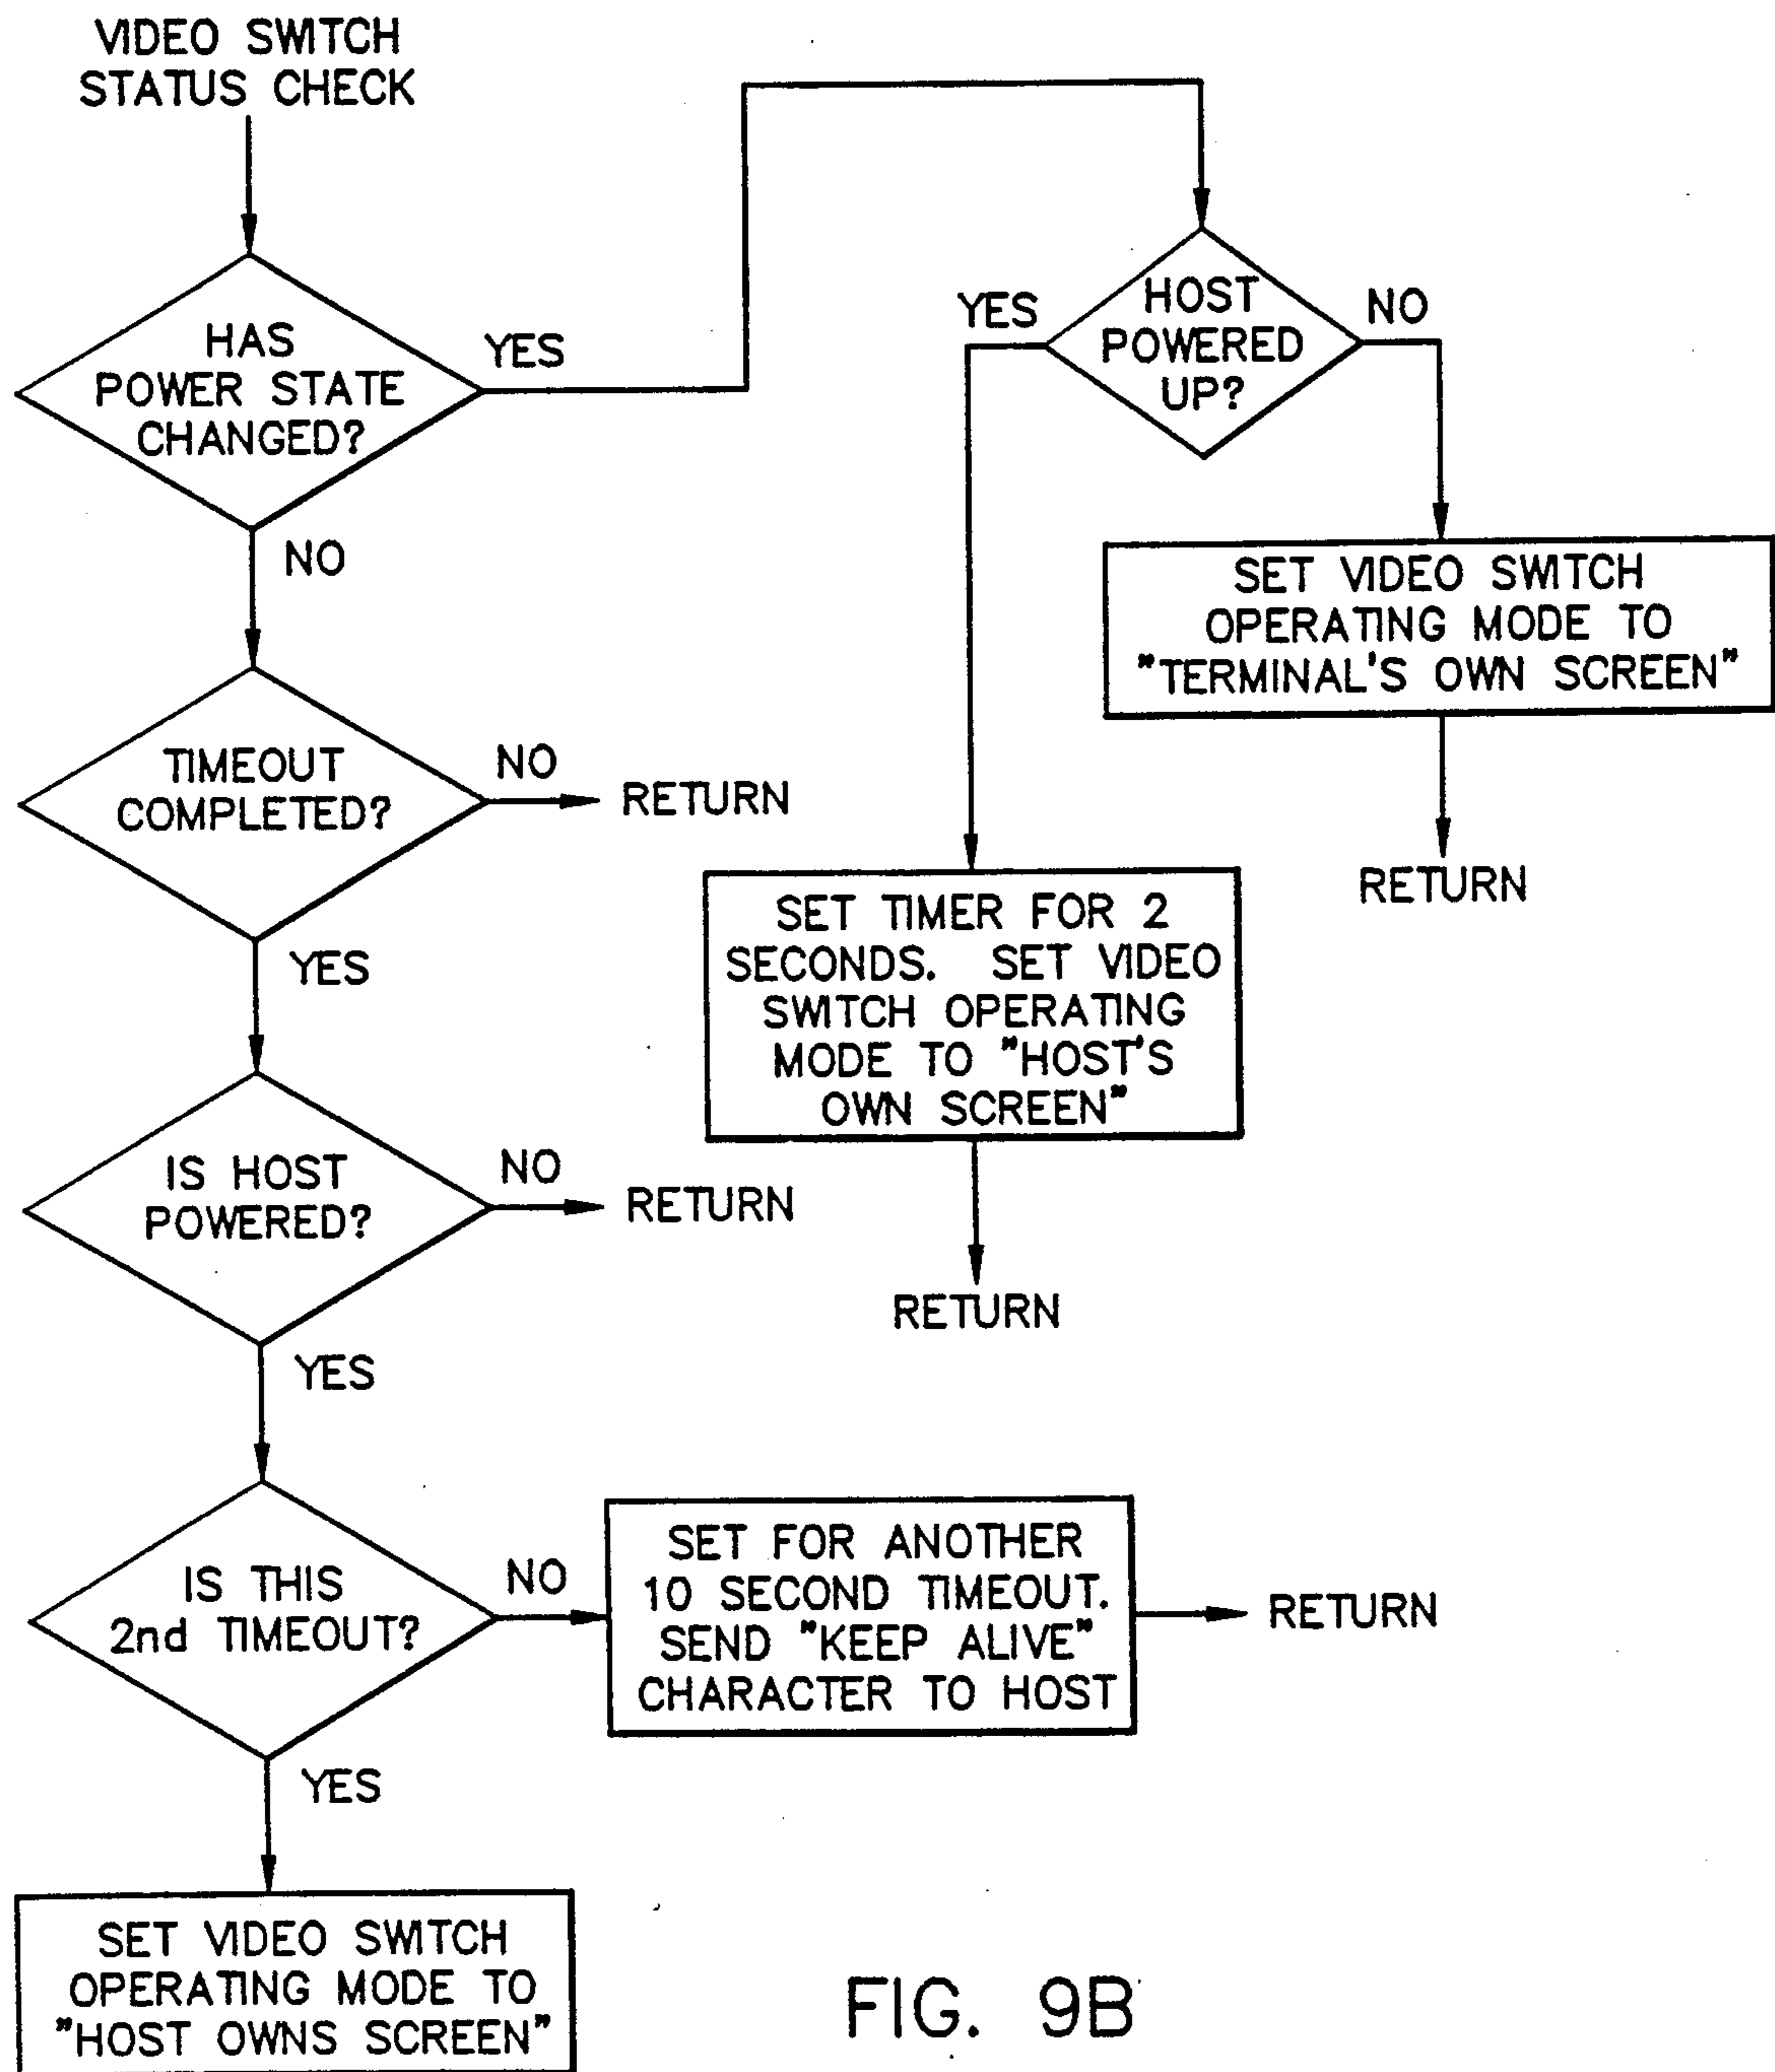 VIDEO SWITCH
STATUS CHECK
HAS
POWER STATE
CHANGED?
YES
NO
HOST
POWERED
UP?
YES
NO
SET VIDEO SWITCH
OPERATING MODE TO
"TERMINAL'S OWN SCREEN"
RETURN
SET TIMER FOR 2
SECONDS. SET VIDEO
SWITCH OPERATING
MODE TO "HOST'S
OWN SCREEN"
RETURN
TIMEOUT
COMPLETED?
NO
RETURN
YES
IS HOST
POWERED?
NO
RETURN
YES
IS THIS
2nd TIMEOUT?
NO
SET FOR ANOTHER
10 SECOND TIMEOUT.
SEND "KEEP ALIVE"
CHARACTER TO HOST
RETURN
YES
SET VIDEO SWITCH
OPERATING MODE TO
"HOST OWNS SCREEN"
FIG. 9B